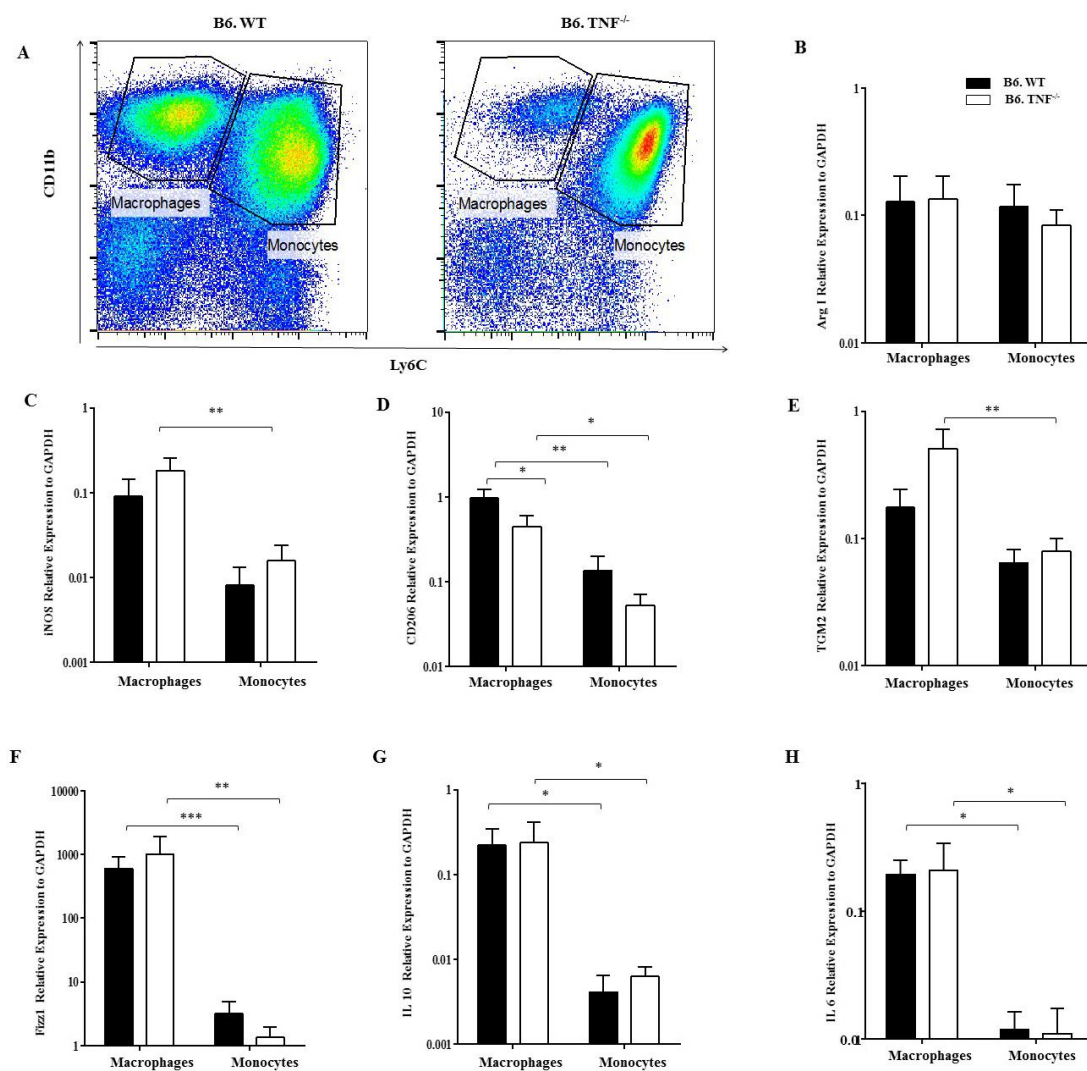 B6. WT
B6. TNF-/-
A
CD11b
Macrophages
Monocytes
Macrophages
Monocytes
Ly6C
B
B6. WT
B6. TNF-/-
Arg 1 Relative Expression to GAPDH
1
0.1
0.01
Macrophages
Monocytes
C
iNOS Relative Expression to GAPDH
1
0.1
0.01
0.001
**
Macrophages
Monocytes
D
CD206 Relative Expression to GAPDH
10
1
0.1
0.01
*
**
*
Macrophages
Monocytes
E
TGM2 Relative Expression to GAPDH
1
0.1
0.01
**
Macrophages
Monocytes
F
Fizz1 Relative Expression to GAPDH
10000
1000
100
10
1
**
***
Macrophages
Monocytes
G
IL 10 Relative Expression to GAPDH
1
0.1
0.01
0.001
*
*
Macrophages
Monocytes
H
IL 6 Relative Expression to GAPDH
1
0.1
0.01
*
*
Macrophages
Monocytes